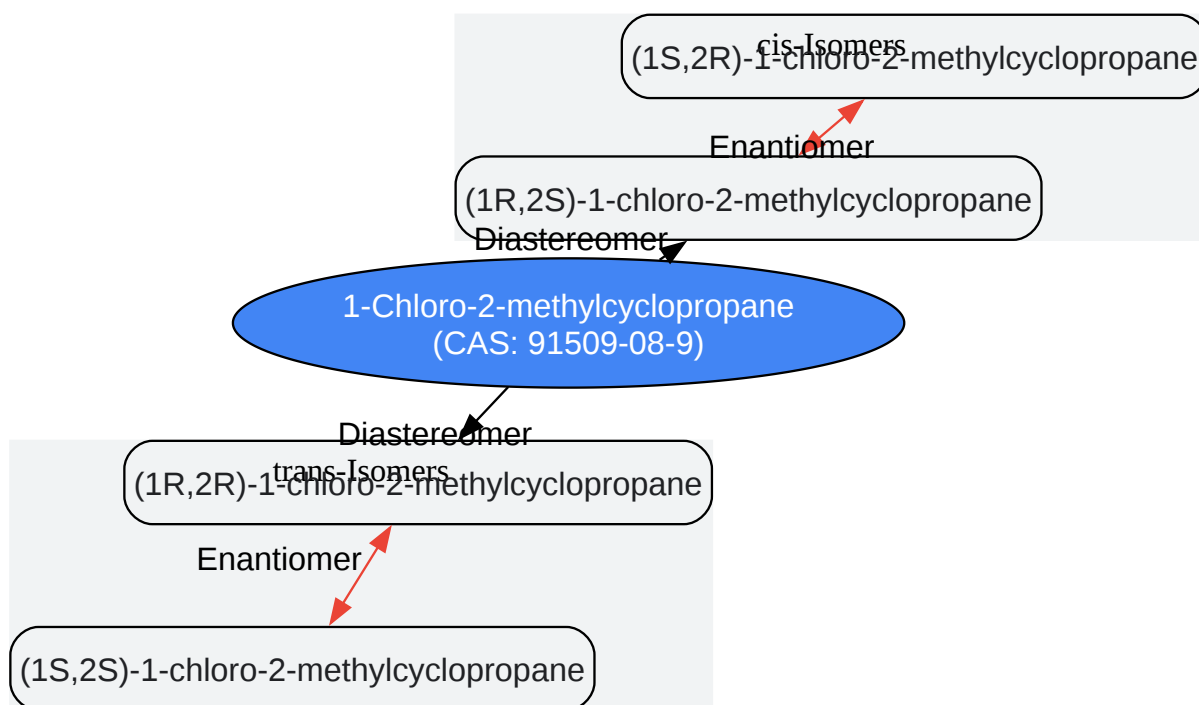 cis-Isomers
(1S,2R)-1-chloro-2-methylcyclopropane
Enantiomer
(1R,2S)-1-chloro-2-methylcyclopropane
Diastereomer
1-Chloro-2-methylcyclopropane
(CAS: 91509-08-9)
Diastereomer
trans-Isomers
(1R,2R)-1-chloro-2-methylcyclopropane
Enantiomer
(1S,2S)-1-chloro-2-methylcyclopropane